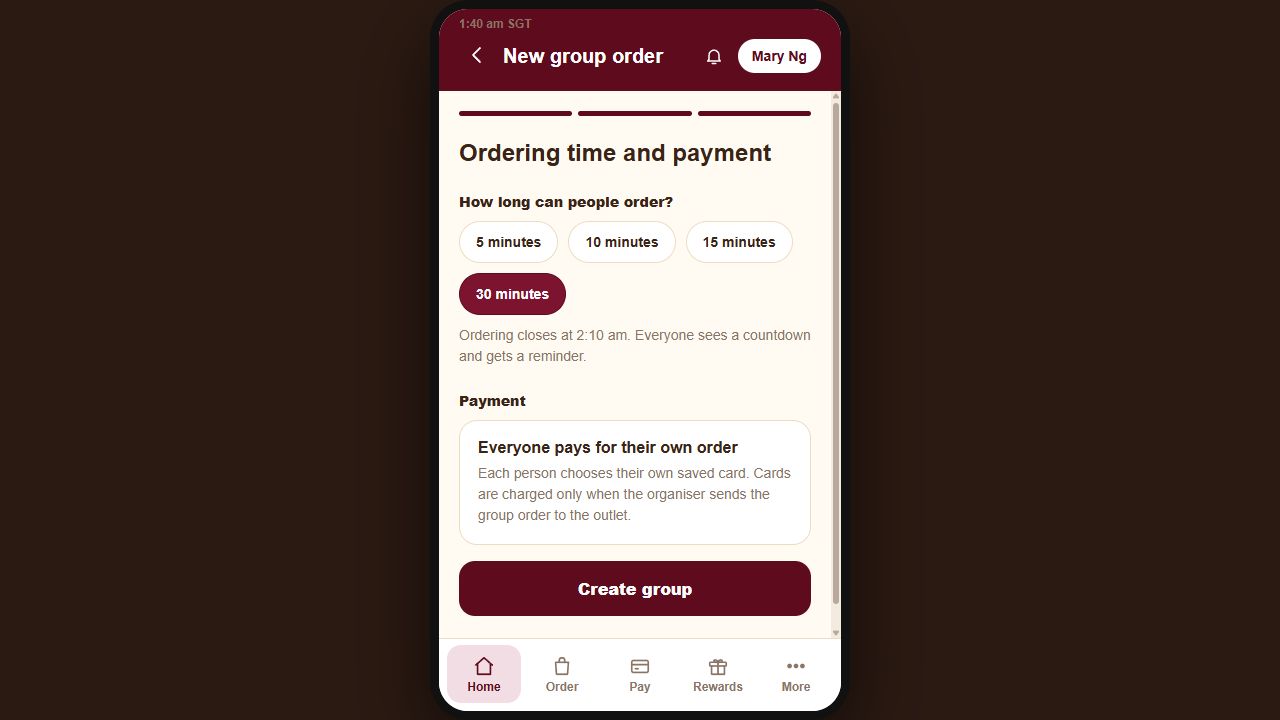 1:40 am SGT
New group order
Mary Ng
Ordering time and payment
How long can people order?
5 minutes
10 minutes
15 minutes
30 minutes
Ordering closes at 2:10 am. Everyone sees a countdown
and gets a reminder.
Payment
Everyone pays for their own order
Each person chooses their own saved card. Cards
are charged only when the organiser sends the
group order to the outlet.
Create group
Home
Order
Pay
Rewards
More